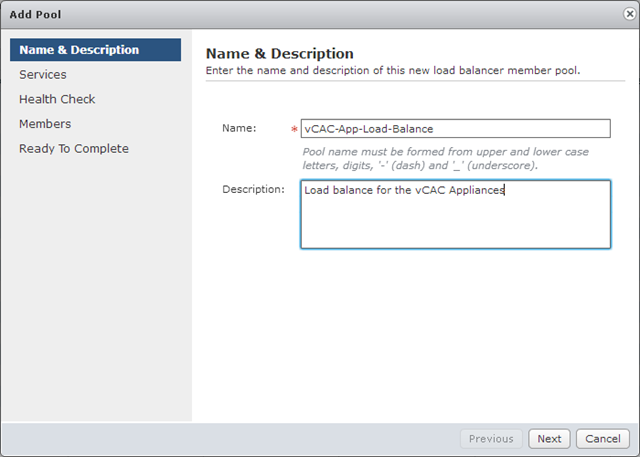 Add Pool
Name & Description
Services
Health Check
Members
Ready To Complete
Name & Description
Enter the name and description of this new load balancer member pool.
Name: * vCAC-App-Load-Balance
Pool name must be formed from upper and lower case
letters, digits, '-' (dash) and '_' (underscore).
Description: Load balance for the vCAC Appliances
Previous Next Cancel